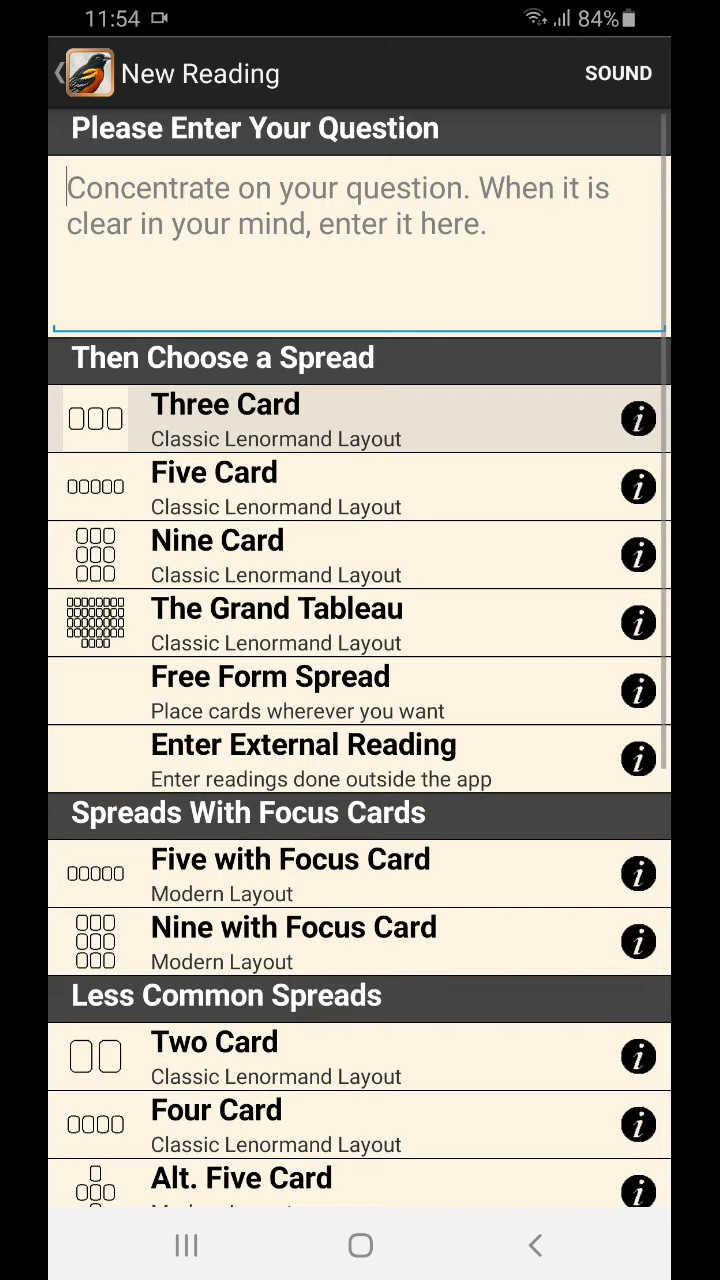 11:54 84%
New Reading SOUND
Please Enter Your Question
Concentrate on your question. When it is
clear in your mind, enter it here.
Then Choose a Spread
Three Card
Classic Lenormand Layout
Five Card
Classic Lenormand Layout
Nine Card
Classic Lenormand Layout
The Grand Tableau
Classic Lenormand Layout
Free Form Spread
Place cards wherever you want
Enter External Reading
Enter readings done outside the app
Spreads With Focus Cards
Five with Focus Card
Modern Layout
Nine with Focus Card
Modern Layout
Less Common Spreads
Two Card
Classic Lenormand Layout
Four Card
Classic Lenormand Layout
Alt. Five Card